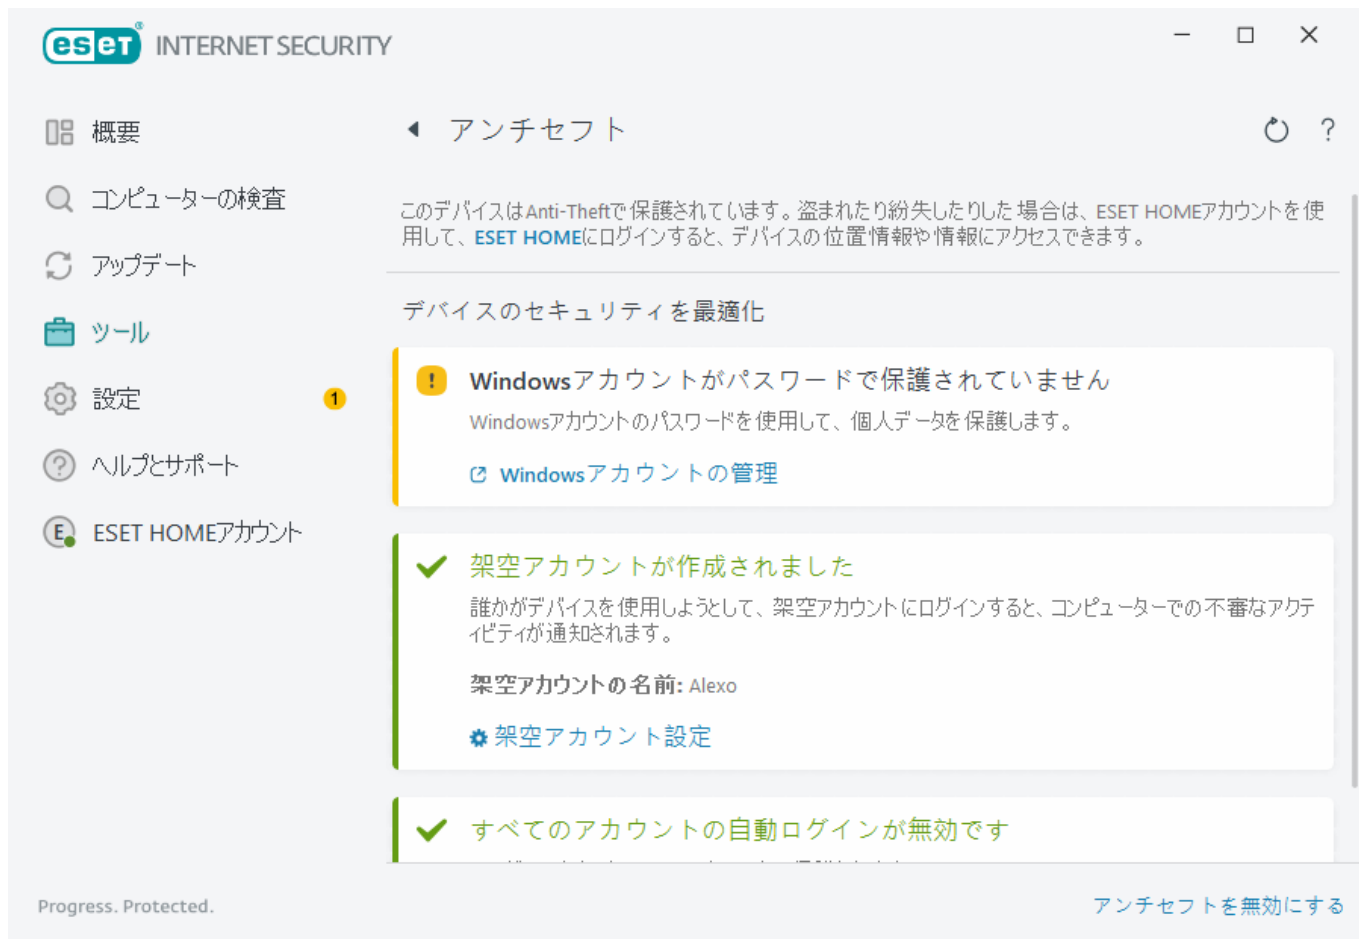 eset® INTERNET SECURITY
概要
コンピューターの検査
アップデート
ツール
設定 1
ヘルプとサポート
E ESET HOMEアカウント
アンチセフト ?
このデバイスはAnti-Theftで保護されています。盗まれたり紛失したりした場合は、ESET HOMEアカウントを使
用して、ESET HOMEにログインすると、デバイスの位置情報や情報にアクセスできます。
デバイスのセキュリティを最適化
! Windowsアカウントがパスワードで保護されていません
Windowsアカウントのパスワードを使用して、個人データを保護します。
Windowsアカウントの管理
架空アカウントが作成されました
誰かがデバイスを使用しようとして、架空アカウントにログインすると、コンピューターでの不審なアクテ
ィビティが通知されます。
架空アカウントの名前: Alexo
架空アカウント設定
すべてのアカウントの自動ログインが無効です
Progress. Protected.
アンチセフトを無効にする